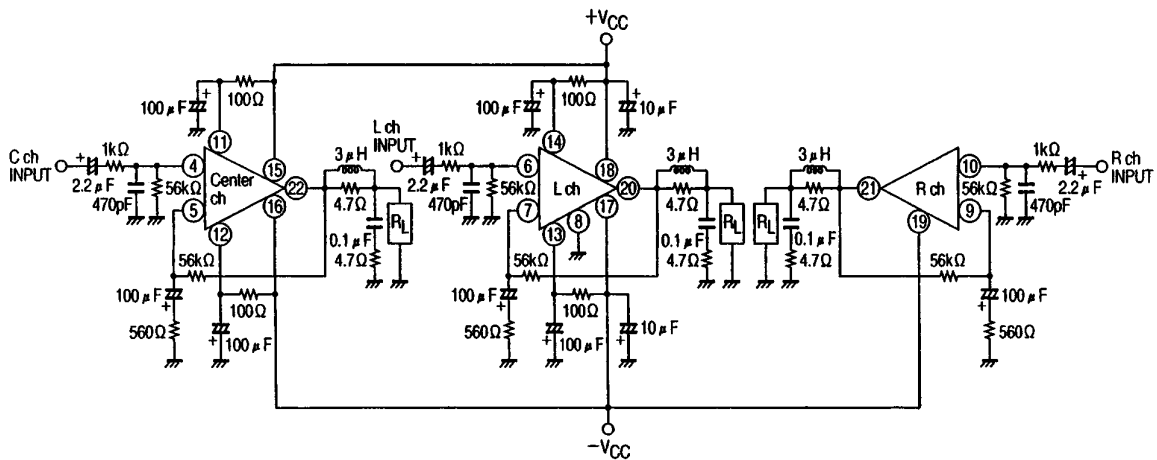 +VCC
100μF
+
100Ω
11
C ch
INPUT
+
1kΩ
2.2μF
470pF
56kΩ
4
5
Center
ch
15
16
22
12
3μH
4.7Ω
0.1μF
4.7Ω
RL
56kΩ
100μF
+
560Ω
100Ω
+
100μF
100μF
+
100Ω
+
10μF
14
L ch
INPUT
+
1kΩ
2.2μF
470pF
56kΩ
6
7
L ch
18
17
20
8
13
3μH
4.7Ω
0.1μF
4.7Ω
RL
56kΩ
100μF
+
560Ω
100Ω
+
100μF
+
10μF
3μH
4.7Ω
RL
0.1μF
4.7Ω
21
R ch
19
10
9
56kΩ
1kΩ
+
2.2μF
470pF
R ch
INPUT
56kΩ
100μF
+
560Ω
−VCC